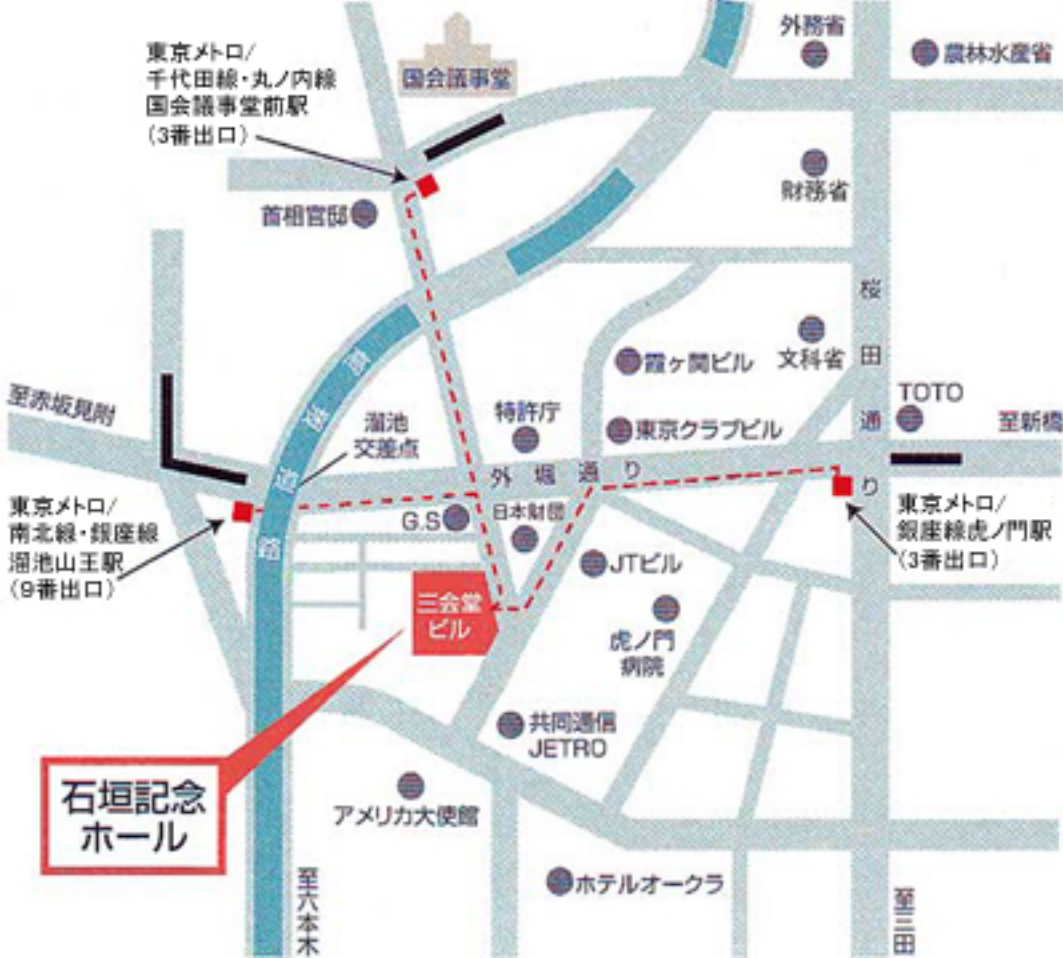 東京メトロ/
千代田線・丸ノ内線
国会議事堂前駅
(3番出口)
国会議事堂
外務省
農林水産省
財務省
首相官邸
桜田通り
文科省
霞ヶ関ビル
TOTO
至新橋
至赤坂見附
首都高速道路
溜池
交差点
特許庁
東京クラブビル
外堀通り
東京メトロ/
南北線・銀座線
溜池山王駅
(9番出口)
G.S
日本財団
東京メトロ/
銀座線虎ノ門駅
(3番出口)
JTビル
三会堂
ビル
虎ノ門
病院
共同通信
JETRO
石垣記念
ホール
アメリカ大使館
ホテルオークラ
至六本木
至三田